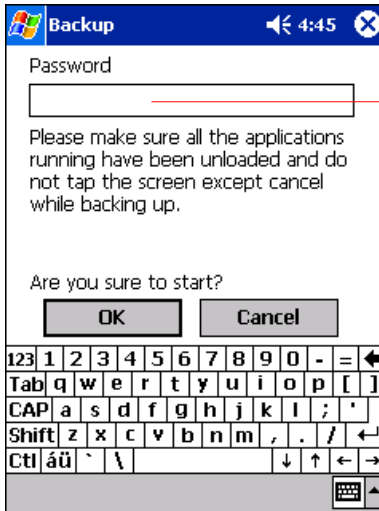 Backup 4:45
Password
Please make sure all the applications
running have been unloaded and do
not tap the screen except cancel
while backing up.
Are you sure to start?
OK Cancel
123 1 2 3 4 5 6 7 8 9 0 - =
Tab q w e r t y u i o p [ ]
CAP a s d f g h j k l ; '
Shift z x c v b n m , . /
Ctl áü ` \ ↓ ↑ ← →